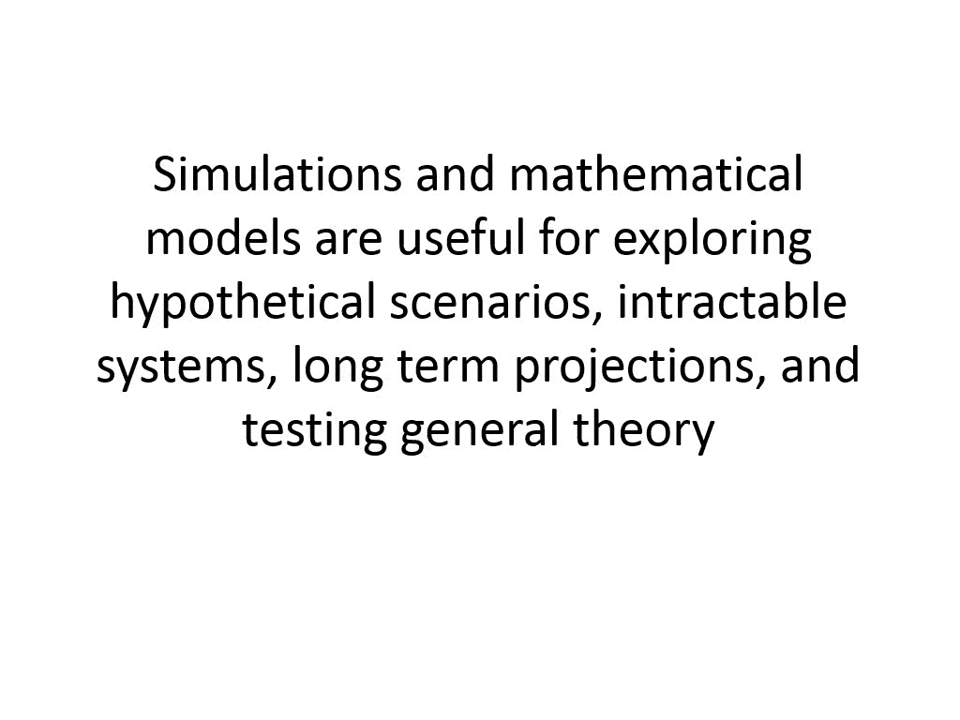 Simulations and mathematical
models are useful for exploring
hypothetical scenarios, intractable
systems, long term projections, and
testing general theory